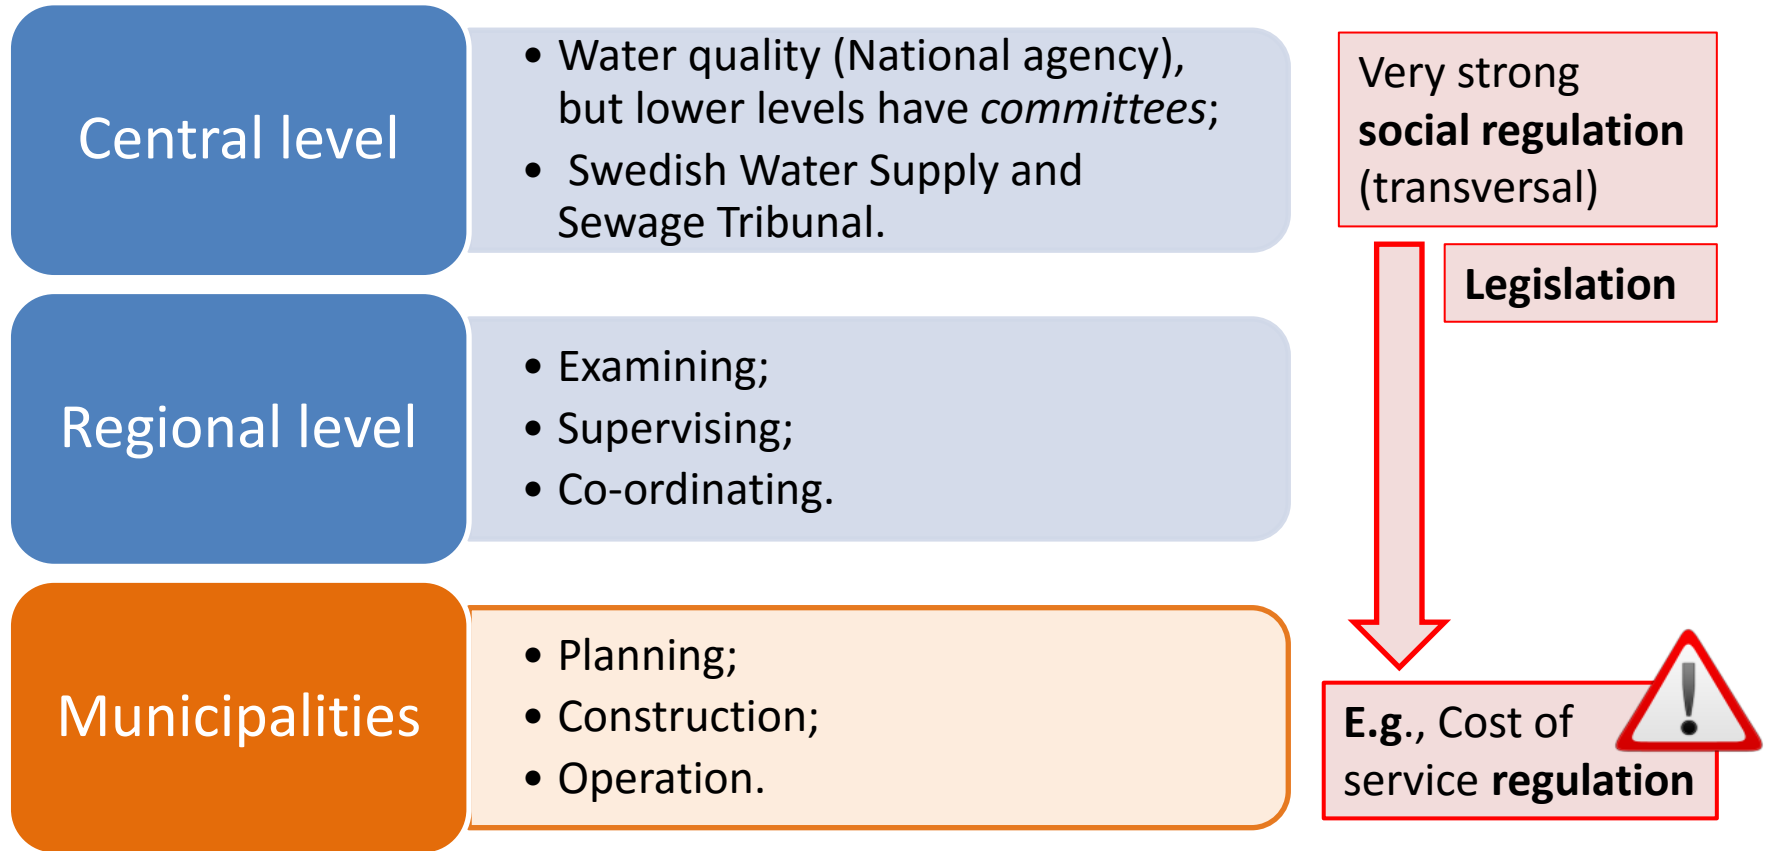 Central level
• Water quality (National agency),
but lower levels have committees;
• Swedish Water Supply and
Sewage Tribunal.
Very strong
social regulation
(transversal)
Legislation
Regional level
• Examining;
• Supervising;
• Co-ordinating.
Municipalities
• Planning;
• Construction;
• Operation.
E.g., Cost of
service regulation
!